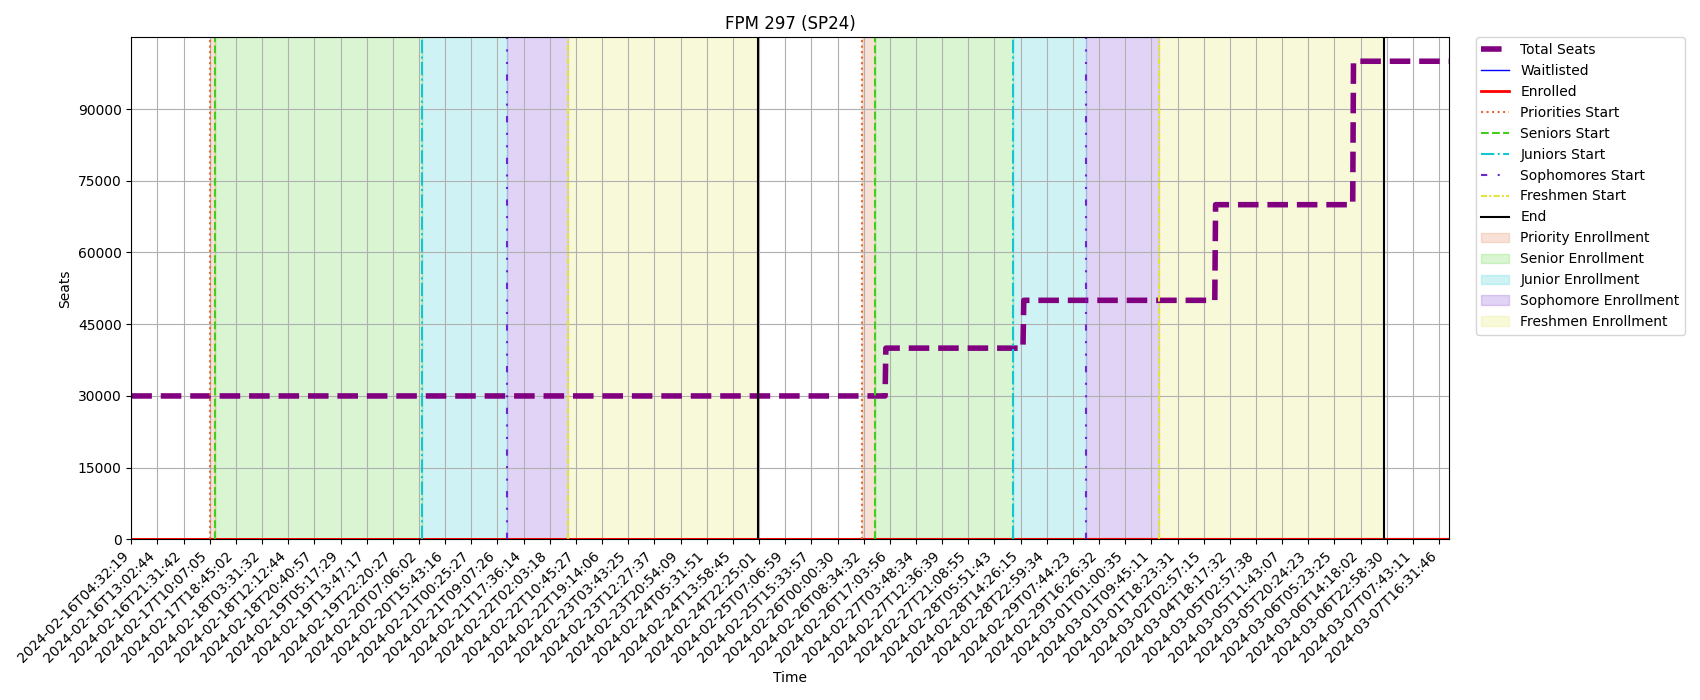 FPM 297 (SP24)
Seats
90000
75000
60000
45000
30000
15000
0
2024-02-16T04:32:19
2024-02-16T13:02:44
2024-02-16T21:31:42
2024-02-17T10:07:05
2024-02-17T18:45:02
2024-02-18T03:31:32
2024-02-18T12:12:44
2024-02-18T20:40:57
2024-02-19T05:17:29
2024-02-19T13:47:17
2024-02-19T22:20:27
2024-02-20T07:06:02
2024-02-20T15:43:16
2024-02-21T00:25:27
2024-02-21T09:07:26
2024-02-21T17:36:14
2024-02-22T02:03:18
2024-02-22T10:45:27
2024-02-22T19:14:06
2024-02-23T03:43:25
2024-02-23T12:27:37
2024-02-23T20:54:09
2024-02-24T05:31:51
2024-02-24T13:58:45
2024-02-24T22:25:01
2024-02-25T07:06:59
2024-02-25T15:33:57
2024-02-26T00:00:30
2024-02-26T08:34:32
2024-02-26T17:03:56
2024-02-27T03:48:34
2024-02-27T12:36:39
2024-02-27T21:08:55
2024-02-28T05:51:43
2024-02-28T14:26:15
2024-02-28T22:59:34
2024-02-29T07:44:23
2024-02-29T16:26:32
2024-03-01T01:00:35
2024-03-01T09:45:11
2024-03-01T18:23:31
2024-03-02T02:57:15
2024-03-04T18:17:32
2024-03-05T02:57:38
2024-03-05T11:43:07
2024-03-05T20:24:23
2024-03-06T05:23:25
2024-03-06T14:18:02
2024-03-06T22:58:30
2024-03-07T07:43:11
2024-03-07T16:31:46
Time
Total Seats
Waitlisted
Enrolled
Priorities Start
Seniors Start
Juniors Start
Sophomores Start
Freshmen Start
End
Priority Enrollment
Senior Enrollment
Junior Enrollment
Sophomore Enrollment
Freshmen Enrollment